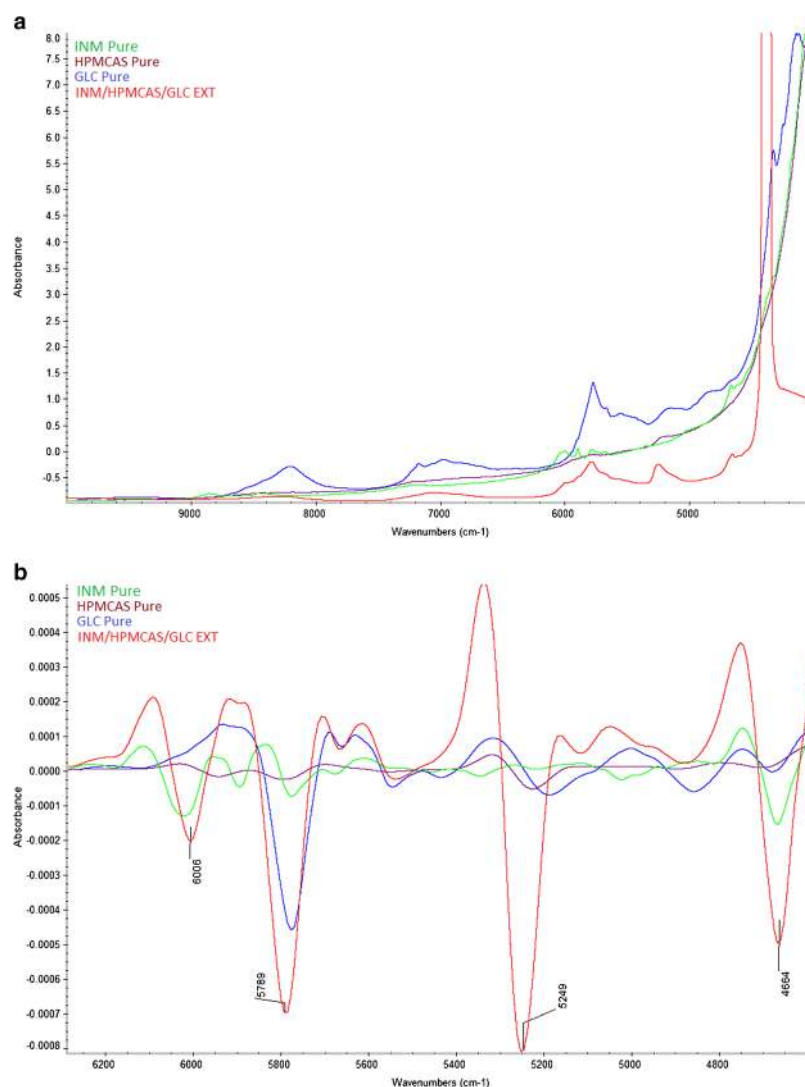 a
8.0
7.5
7.0
6.5
6.0
5.5
5.0
4.5
4.0
3.5
3.0
2.5
2.0
1.5
1.0
0.5
0.0
-0.5
Absorbance
INM Pure
HPMCAS Pure
GLC Pure
INM/HPMCAS/GLC EXT
9000 8000 7000 6000 5000
Wavenumbers (cm-1)
b
0.0005
0.0004
0.0003
0.0002
0.0001
0.0000
-0.0001
-0.0002
-0.0003
-0.0004
-0.0005
-0.0006
-0.0007
-0.0008
Absorbance
INM Pure
HPMCAS Pure
GLC Pure
INM/HPMCAS/GLC EXT
6006
5789
5249
4664
6200 6000 5800 5600 5400 5200 5000 4800
Wavenumbers (cm-1)